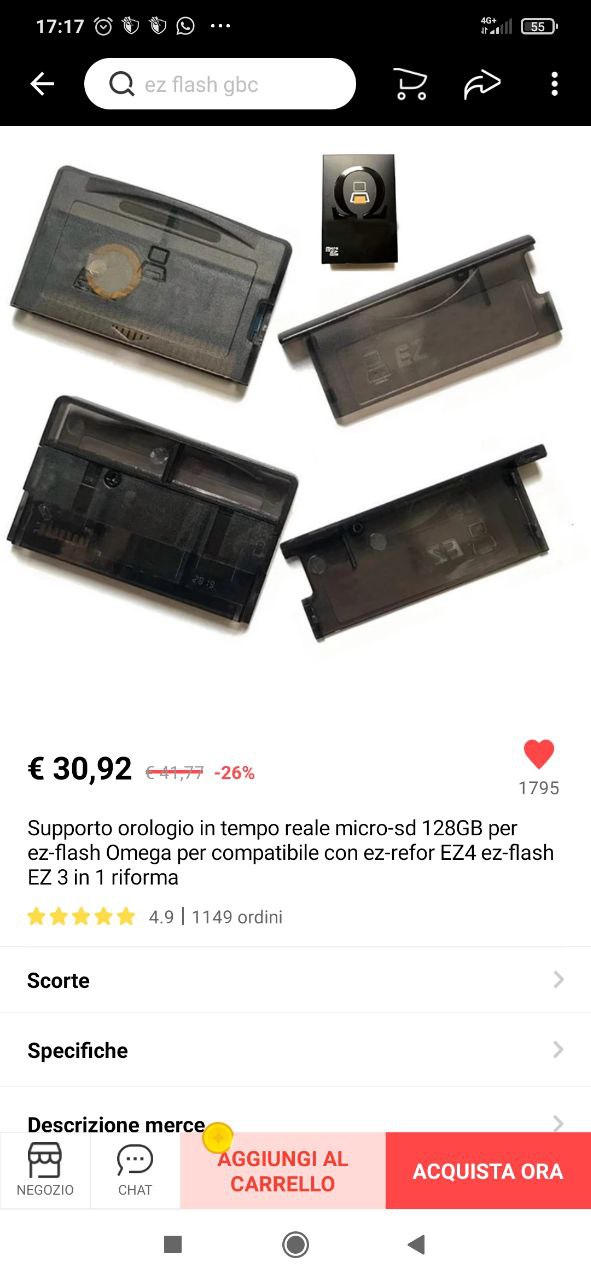 17:17
4G+
55
ez flash gbc
EZ
€ 30,92 € 41,77 -26%
1795
Supporto orologio in tempo reale micro-sd 128GB per
ez-flash Omega per compatibile con ez-refor EZ4 ez-flash
EZ 3 in 1 riforma
4.9 | 1149 ordini
Scorte
Specifiche
Descrizione merce
NEGOZIO
CHAT
AGGIUNGI AL
CARRELLO
ACQUISTA ORA